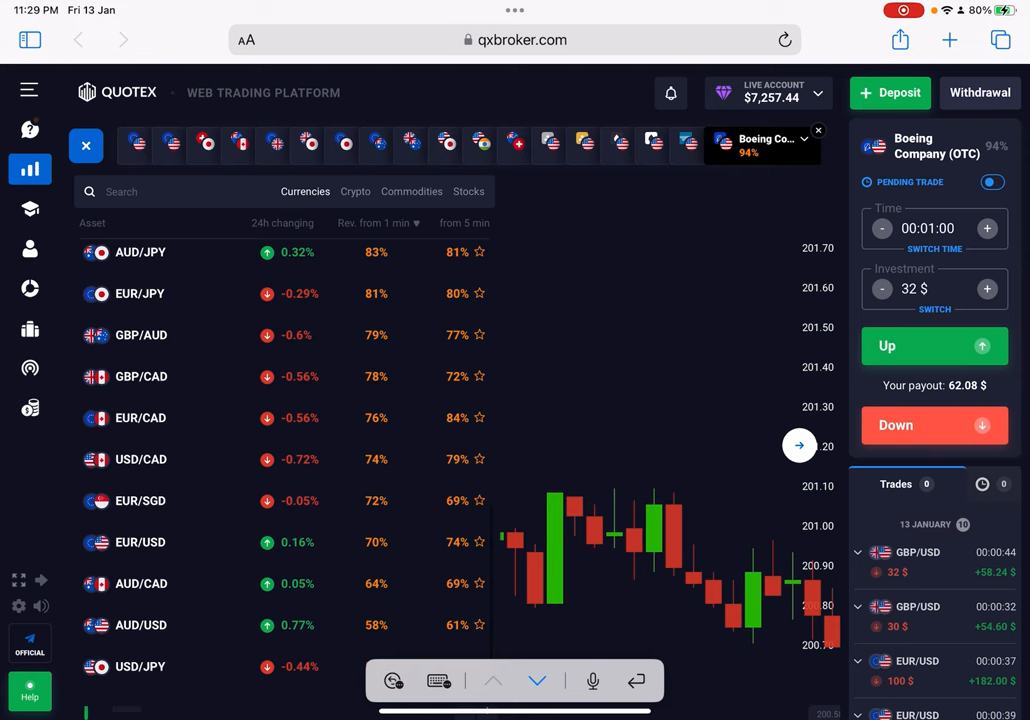 11:29 PM Fri 13 Jan
80%
AA
qxbroker.com
QUOTEX
WEB TRADING PLATFORM
LIVE ACCOUNT
$7,257.44
+ Deposit
Withdrawal
Boeing Co...
94%
Boeing
Company (OTC)
94%
Search
Currencies
Crypto
Commodities
Stocks
PENDING TRADE
Asset
24h changing
Rev. from 1 min
from 5 min
Time
- 00:01:00 +
SWITCH TIME
AUD/JPY 0.32% 83% 81%
EUR/JPY -0.29% 81% 80%
GBP/AUD -0.6% 79% 77%
GBP/CAD -0.56% 78% 72%
EUR/CAD -0.56% 76% 84%
USD/CAD -0.72% 74% 79%
EUR/SGD -0.05% 72% 69%
EUR/USD 0.16% 70% 74%
AUD/CAD 0.05% 64% 69%
AUD/USD 0.77% 58% 61%
USD/JPY -0.44%
201.70
201.60
201.50
201.40
201.30
.20
201.10
201.00
200.90
200.80
200.70
200.5
Investment
- 32 $ +
SWITCH
Up
Your payout: 62.08 $
Down
Trades 0
0
13 JANUARY 10
GBP/USD 00:00:44
32 $ +58.24 $
GBP/USD 00:00:32
30 $ +54.60 $
EUR/USD 00:00:37
100 $ +182.00 $
EUR/USD 00:00:39
OFFICIAL
Help